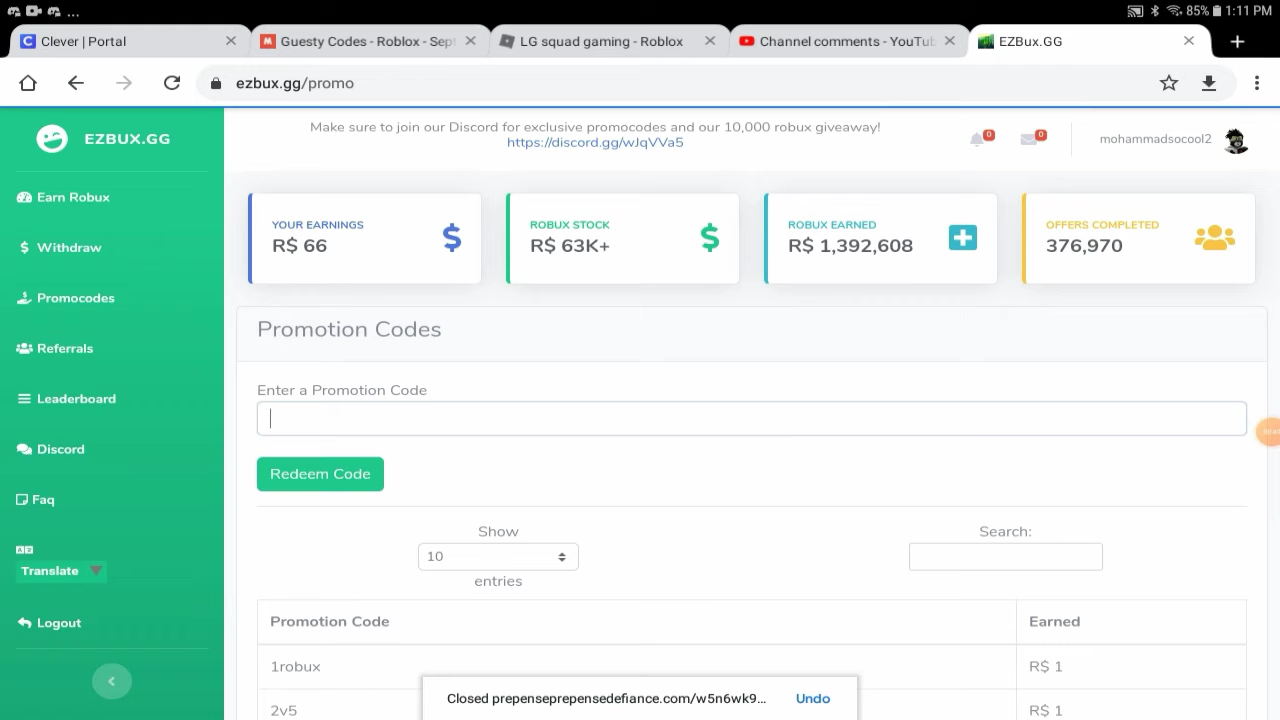 ...
85%
1:11 PM
Clever | Portal
Guesty Codes - Roblox - Sept
LG squad gaming - Roblox
Channel comments - YouTub
EZBux.GG
ezbux.gg/promo
EZBUX.GG
Make sure to join our Discord for exclusive promocodes and our 10,000 robux giveaway!
https://discord.gg/wJqVVa5
0
0
mohammadsocool2
Earn Robux
Withdraw
Promocodes
Referrals
Leaderboard
Discord
Faq
Translate
Logout
YOUR EARNINGS
R$ 66
ROBUX STOCK
R$ 63K+
ROBUX EARNED
R$ 1,392,608
OFFERS COMPLETED
376,970
Promotion Codes
Enter a Promotion Code
Redeem Code
Show
10
entries
Search:
Promotion Code
Earned
1robux
R$ 1
2v5
R$ 1
Closed prepenseprepensedefiance.com/w5n6wk9...
Undo